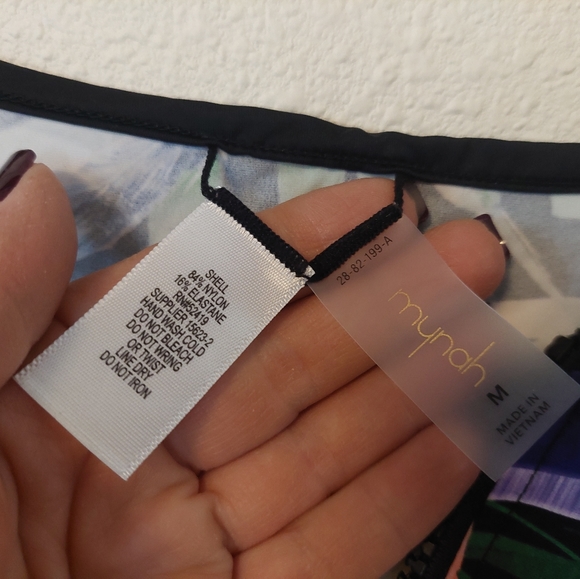 SHELL
84% NYLON
16% ELASTANE
RN#52419
SUPPLIER 15623-2
HAND WASH COLD
DO NOT BLEACH
DO NOT WRING
OR TWIST
LINE DRY
DO NOT IRON
28-82-199-A
mynah
M
MADE IN
VIETNAM